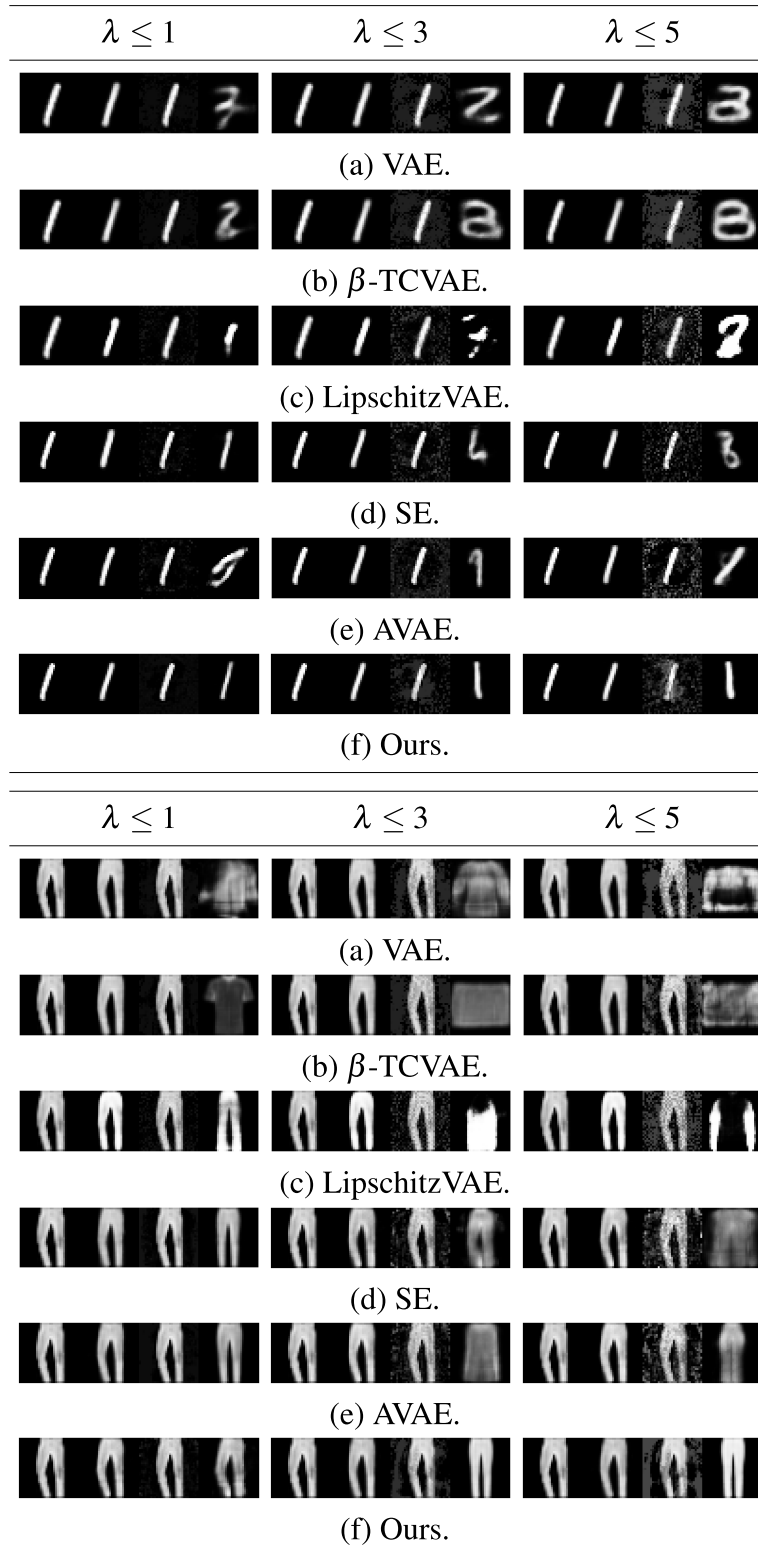 λ ≤ 1 λ ≤ 3 λ ≤ 5
(a) VAE.
(b) β-TCVAE.
(c) LipschitzVAE.
(d) SE.
(e) AVAE.
(f) Ours.
λ ≤ 1 λ ≤ 3 λ ≤ 5
(a) VAE.
(b) β-TCVAE.
(c) LipschitzVAE.
(d) SE.
(e) AVAE.
(f) Ours.